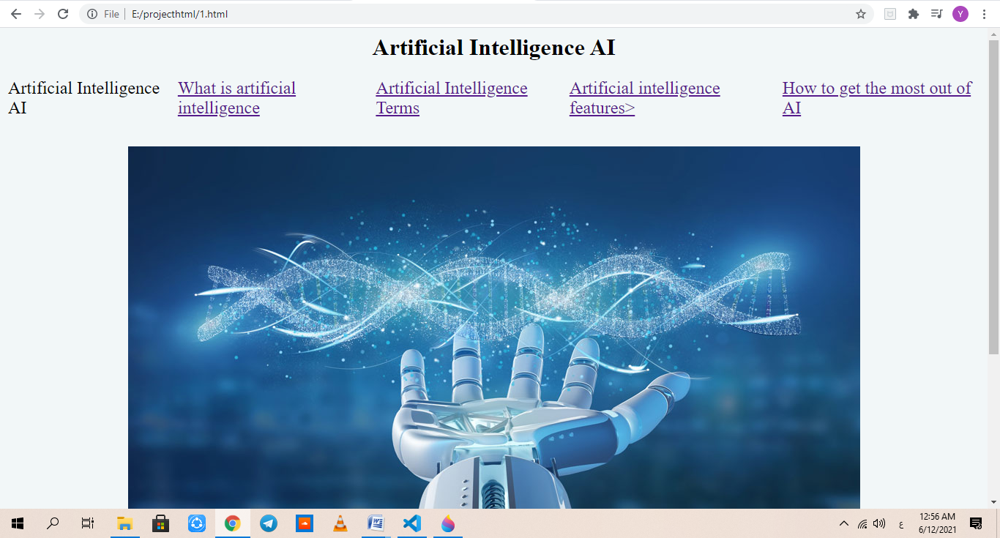 File
E:/projecthtml/1.html
Y
Artificial Intelligence AI
Artificial Intelligence
AI
What is artificial
intelligence
Artificial Intelligence
Terms
Artificial intelligence
features>
How to get the most out of
AI
W
ع
12:56 AM
6/12/2021